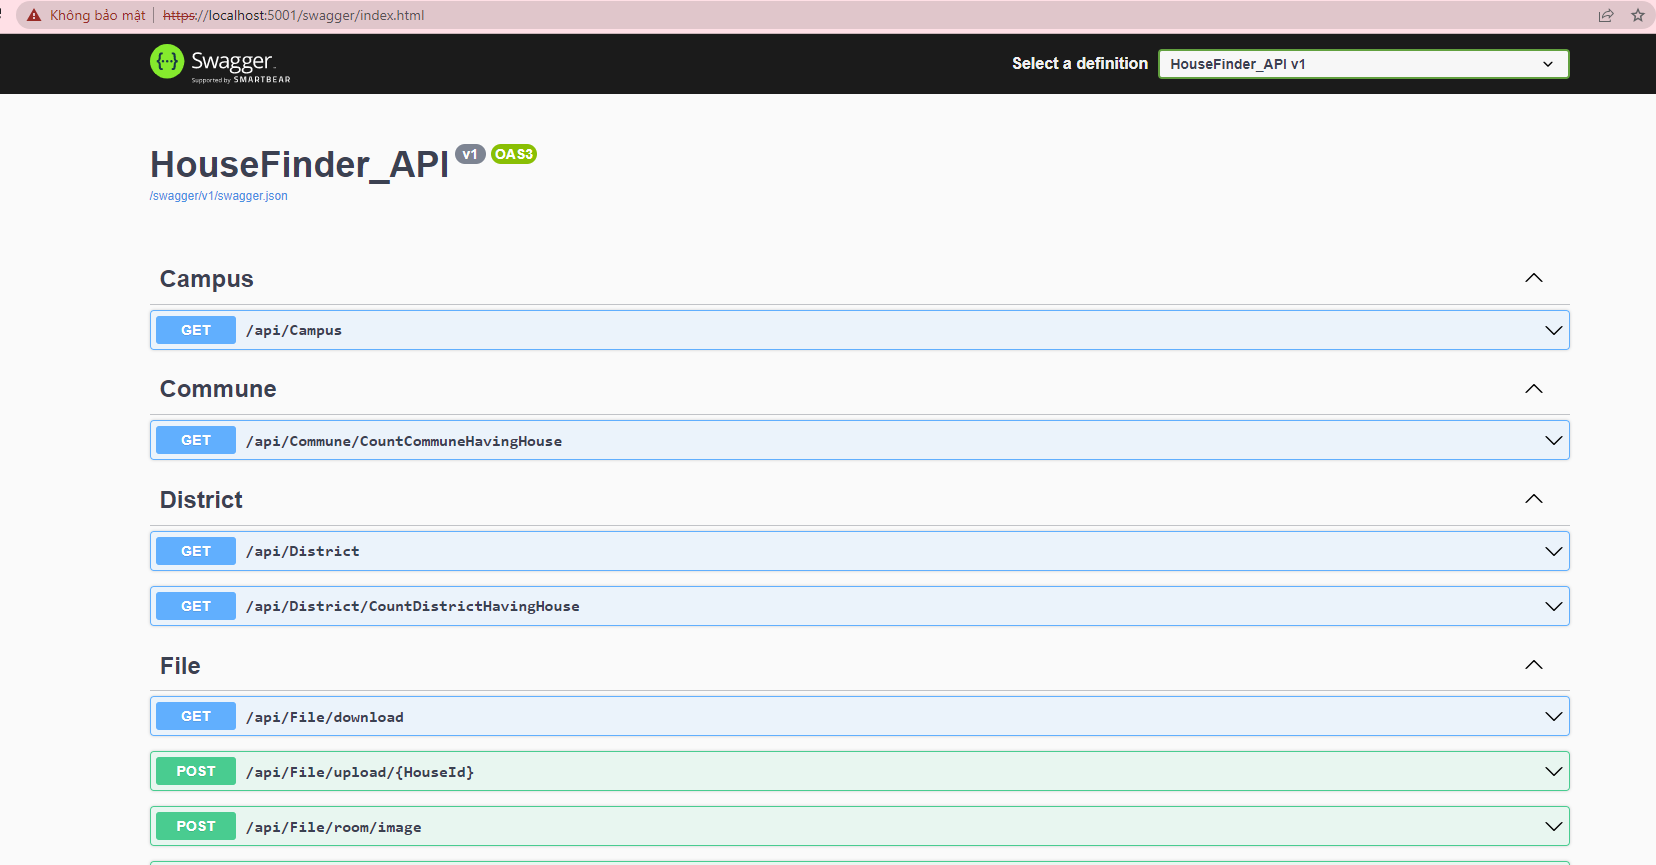 Không bảo mật https://localhost:5001/swagger/index.html
Swagger.
Supported by SMARTBEAR
Select a definition HouseFinder_API v1
HouseFinder_API v1 OAS3
/swagger/v1/swagger.json
Campus
GET /api/Campus
Commune
GET /api/Commune/CountCommuneHavingHouse
District
GET /api/District
GET /api/District/CountDistrictHavingHouse
File
GET /api/File/download
POST /api/File/upload/{HouseId}
POST /api/File/room/image